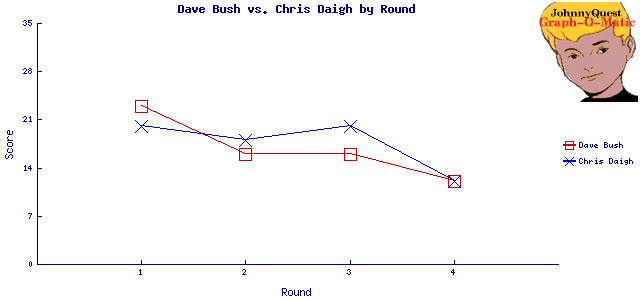 Dave Bush vs. Chris Daigh by Round
JohnnyQuest
Graph-O-Matic
35
28
21
14
7
0
Score
1 2 3 4
Round
Dave Bush
Chris Daigh